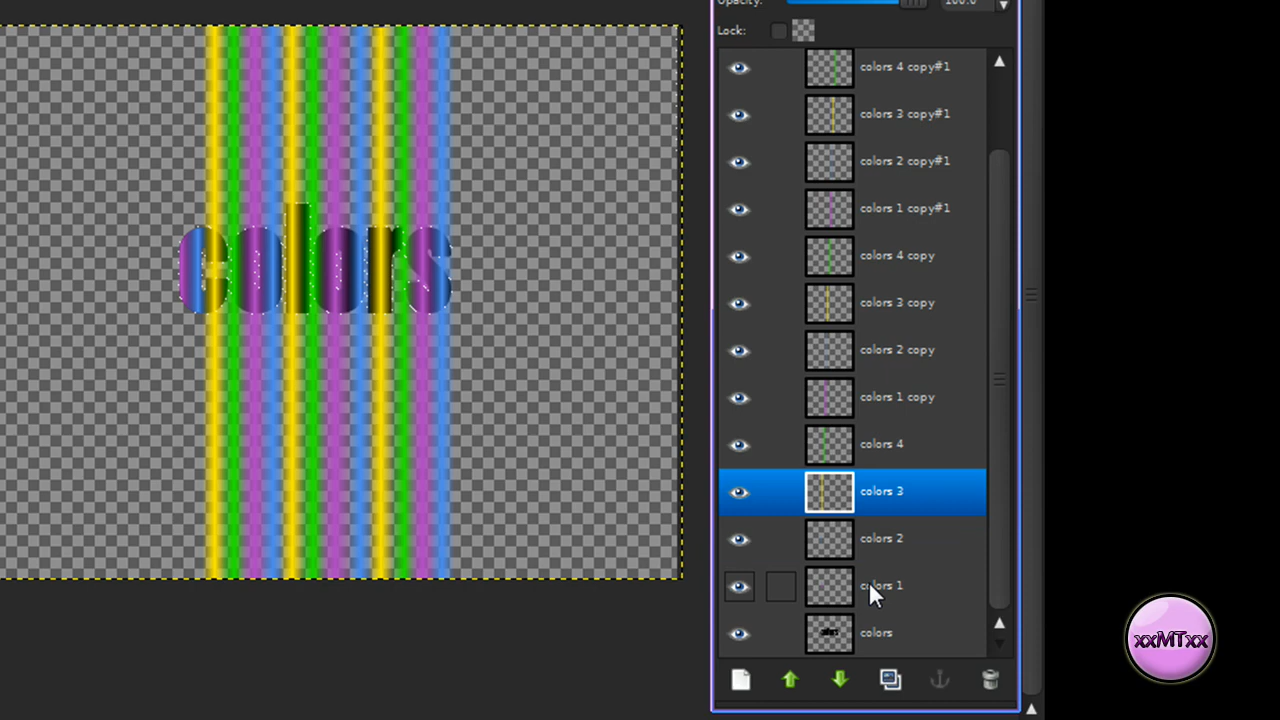 Opacity: 100.0
Lock:
colors 4 copy#1
colors 3 copy#1
colors 2 copy#1
colors 1 copy#1
colors 4 copy
colors 3 copy
colors 2 copy
colors 1 copy
colors 4
colors 3
colors 2
colors 1
colors
colors
xxMTxx